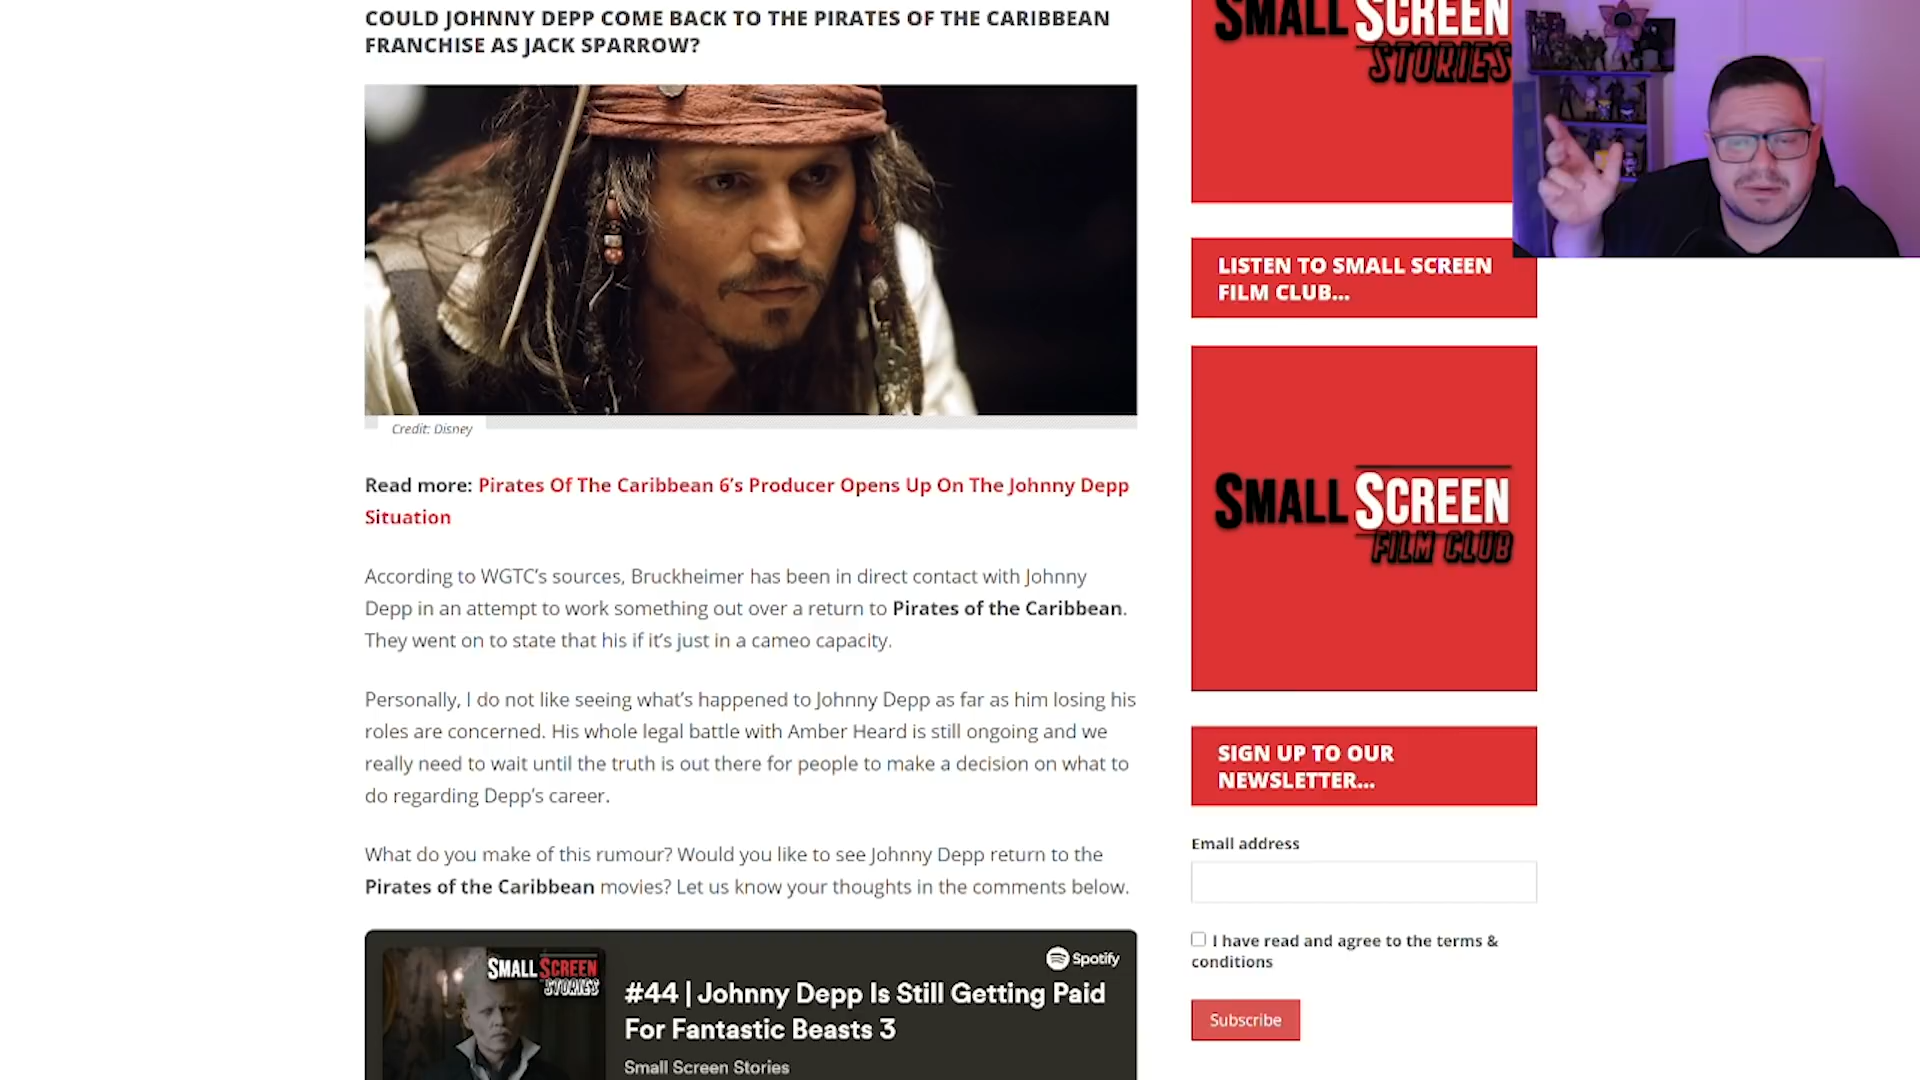 COULD JOHNNY DEPP COME BACK TO THE PIRATES OF THE CARIBBEAN
FRANCHISE AS JACK SPARROW?
Credit: Disney
Read more: Pirates Of The Caribbean 6’s Producer Opens Up On The Johnny Depp
Situation
According to WGTC’s sources, Bruckheimer has been in direct contact with Johnny
Depp in an attempt to work something out over a return to Pirates of the Caribbean.
They went on to state that his if it’s just in a cameo capacity.
Personally, I do not like seeing what’s happened to Johnny Depp as far as him losing his
roles are concerned. His whole legal battle with Amber Heard is still ongoing and we
really need to wait until the truth is out there for people to make a decision on what to
do regarding Depp’s career.
What do you make of this rumour? Would you like to see Johnny Depp return to the
Pirates of the Caribbean movies? Let us know your thoughts in the comments below.
SMALL SCREEN
STORIES
Spotify
#44 | Johnny Depp Is Still Getting Paid
For Fantastic Beasts 3
Small Screen Stories
SMALL SCREEN
STORIES
LISTEN TO SMALL SCREEN
FILM CLUB...
SMALL SCREEN
FILM CLUB
SIGN UP TO OUR
NEWSLETTER...
Email address
I have read and agree to the terms &
conditions
Subscribe